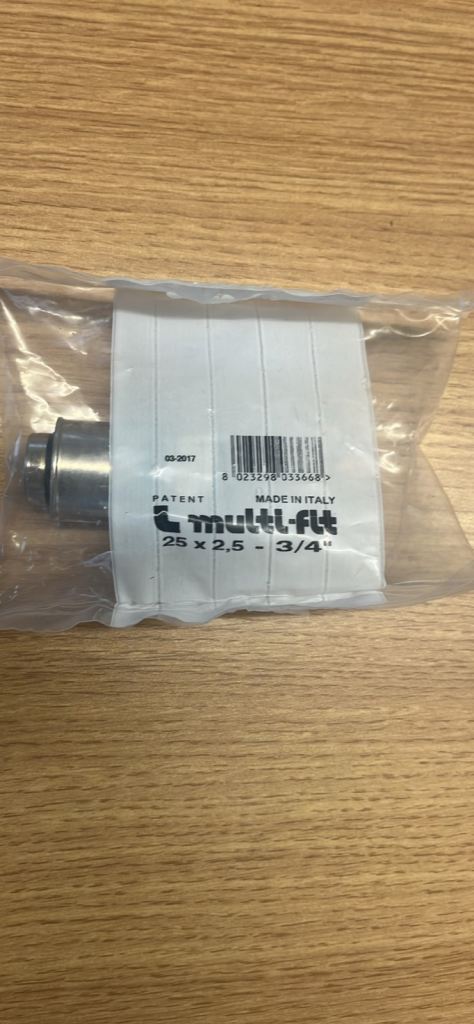 03-2017
8 023298 033668 >
PATENT MADE IN ITALY
multi-fit
25 x 2,5 - 3/4"